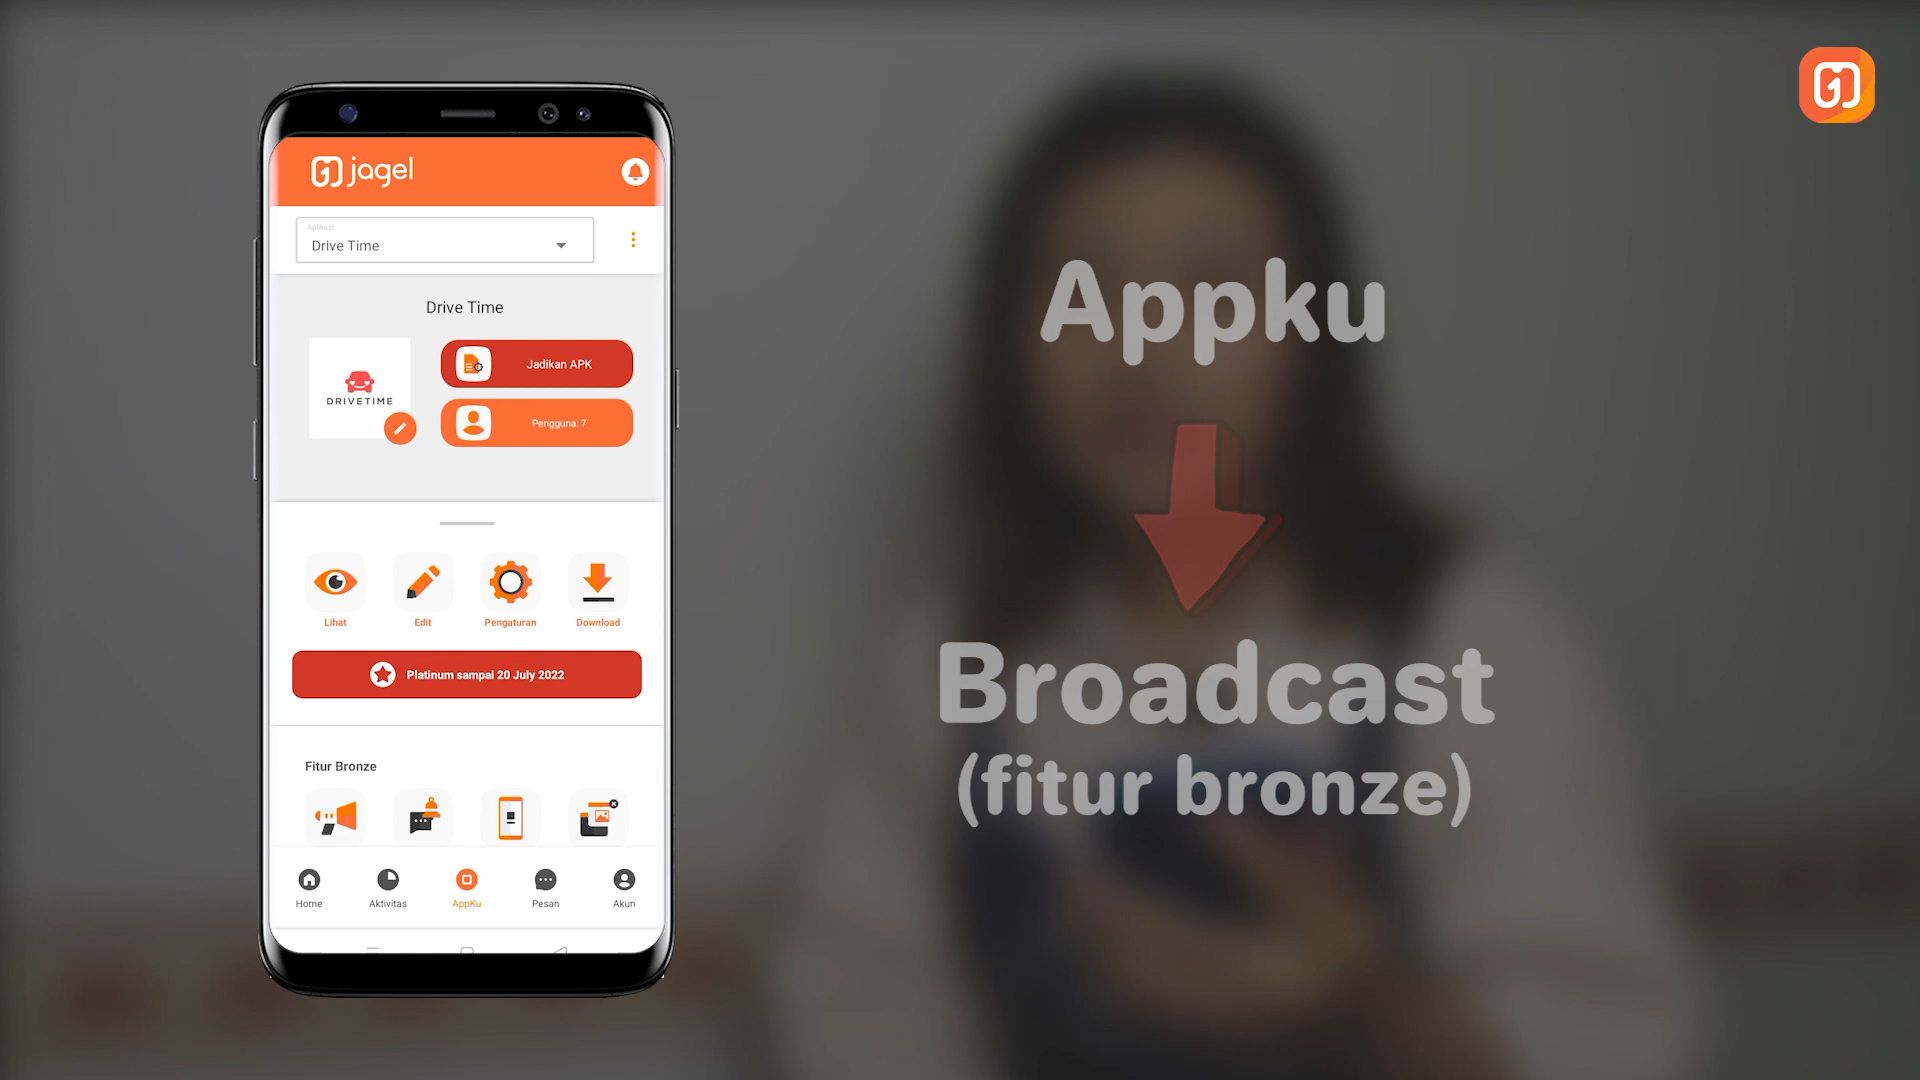 jagel
Aplikasi
Drive Time
Drive Time
DRIVETIME
Jadikan APK
Pengguna: 7
Lihat
Edit
Pengaturan
Download
Platinum sampai 20 July 2022
Fitur Bronze
Home
Aktivitas
AppKu
Pesan
Akun
Appku
Broadcast
(fitur bronze)